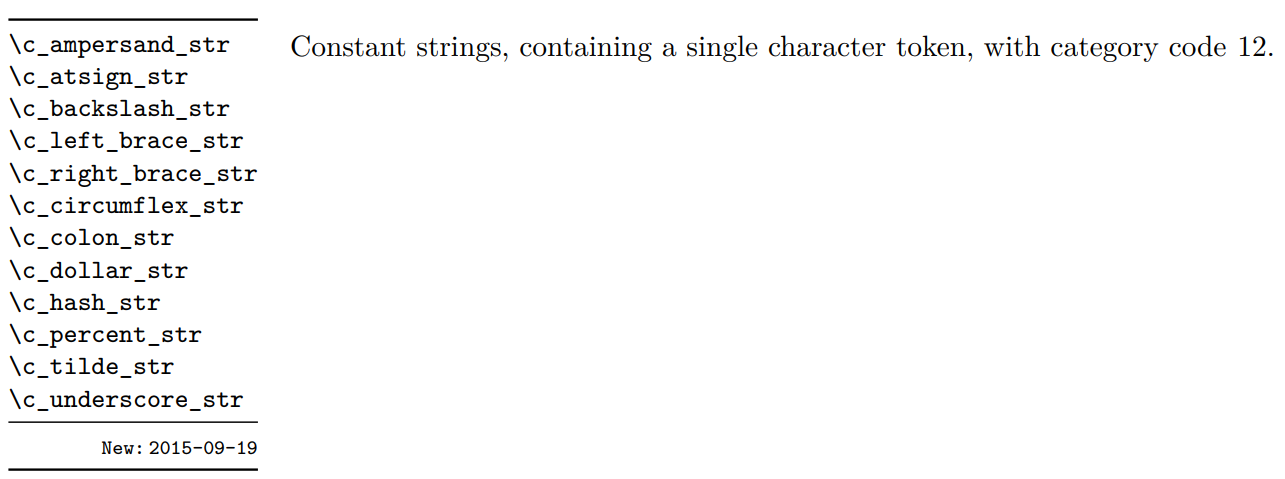 \c_ampersand_str Constant strings, containing a single character token, with category code 12.
\c_atsign_str
\c_backslash_str
\c_left_brace_str
\c_right_brace_str
\c_circumflex_str
\c_colon_str
\c_dollar_str
\c_hash_str
\c_percent_str
\c_tilde_str
\c_underscore_str
New: 2015-09-19